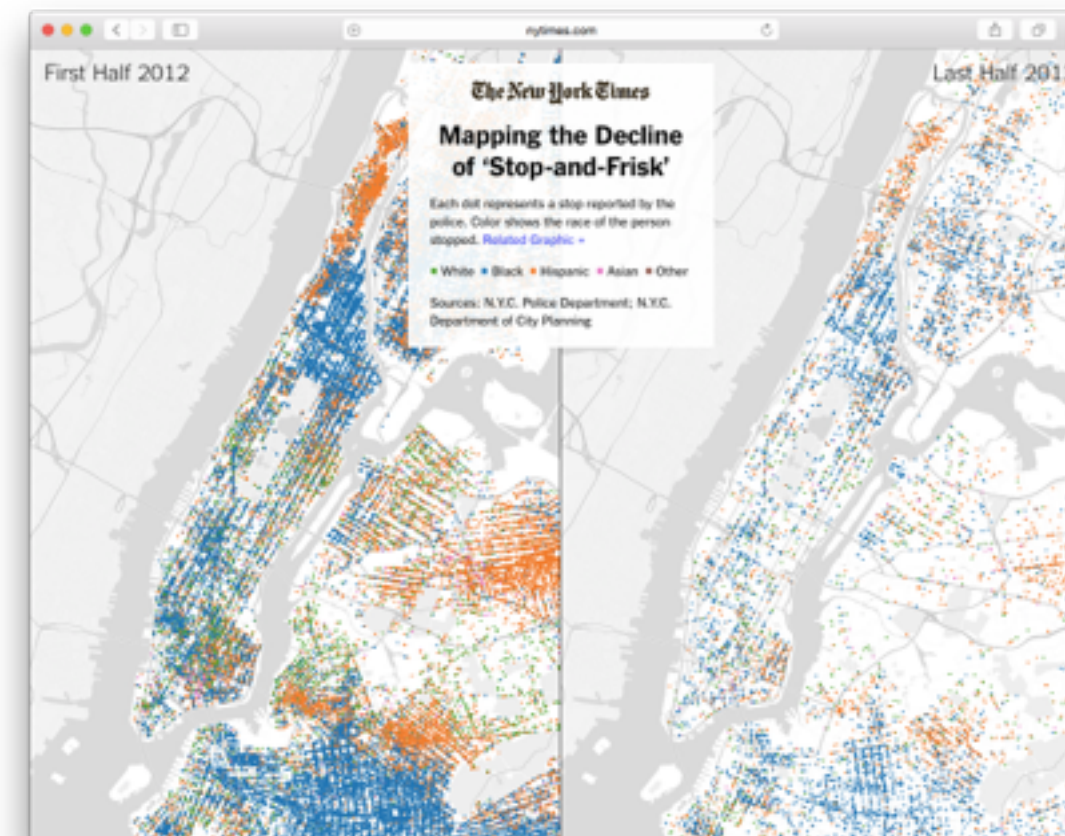 nytimes.com
First Half 2012
Last Half 201
The New York Times
Mapping the Decline
of ‘Stop-and-Frisk’
Each dot represents a stop reported by the
police. Color shows the race of the person
stopped. Related Graphic »
White Black Hispanic Asian Other
Sources: N.Y.C. Police Department; N.Y.C.
Department of City Planning